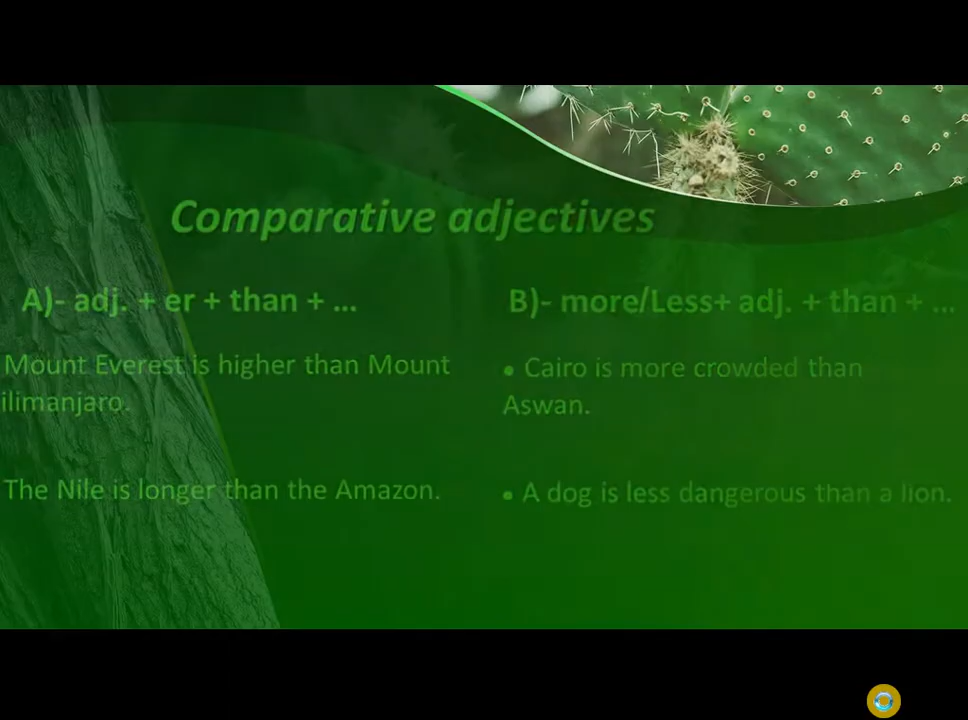 Comparative adjectives
A)- adj. + er + than + ...
Mount Everest is higher than Mount
ilimanjaro.
The Nile is longer than the Amazon.
B)- more/Less+ adj. + than + ...
• Cairo is more crowded than
Aswan.
• A dog is less dangerous than a lion.